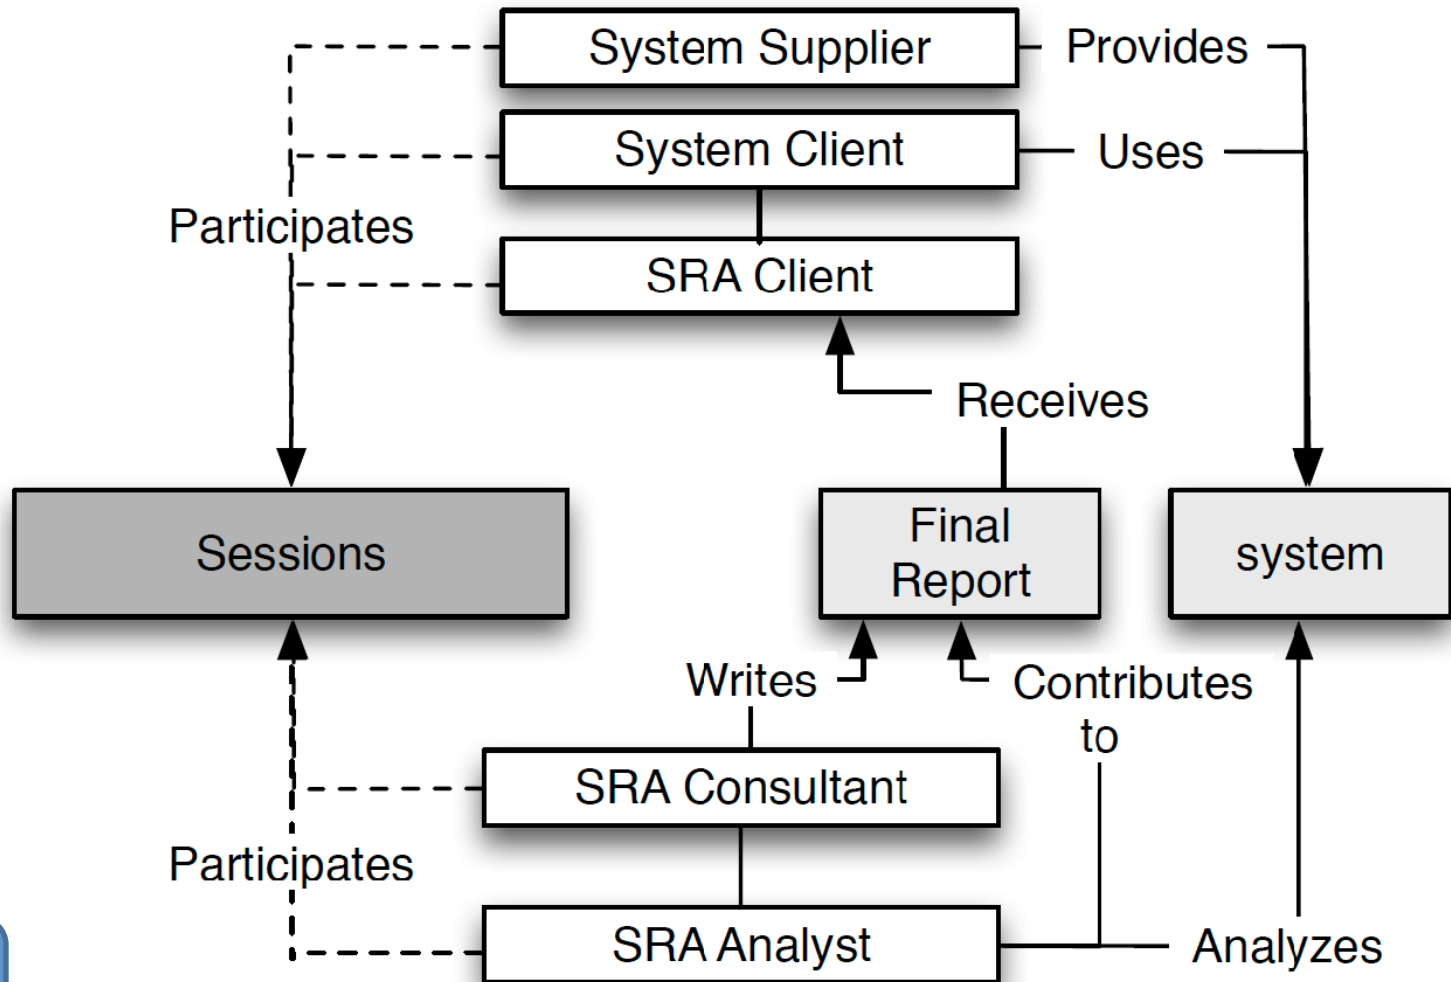 System Supplier
Provides
System Client
Uses
Participates
SRA Client
Receives
Sessions
Final
Report
system
Writes
Contributes
to
SRA Consultant
Participates
SRA Analyst
Analyzes